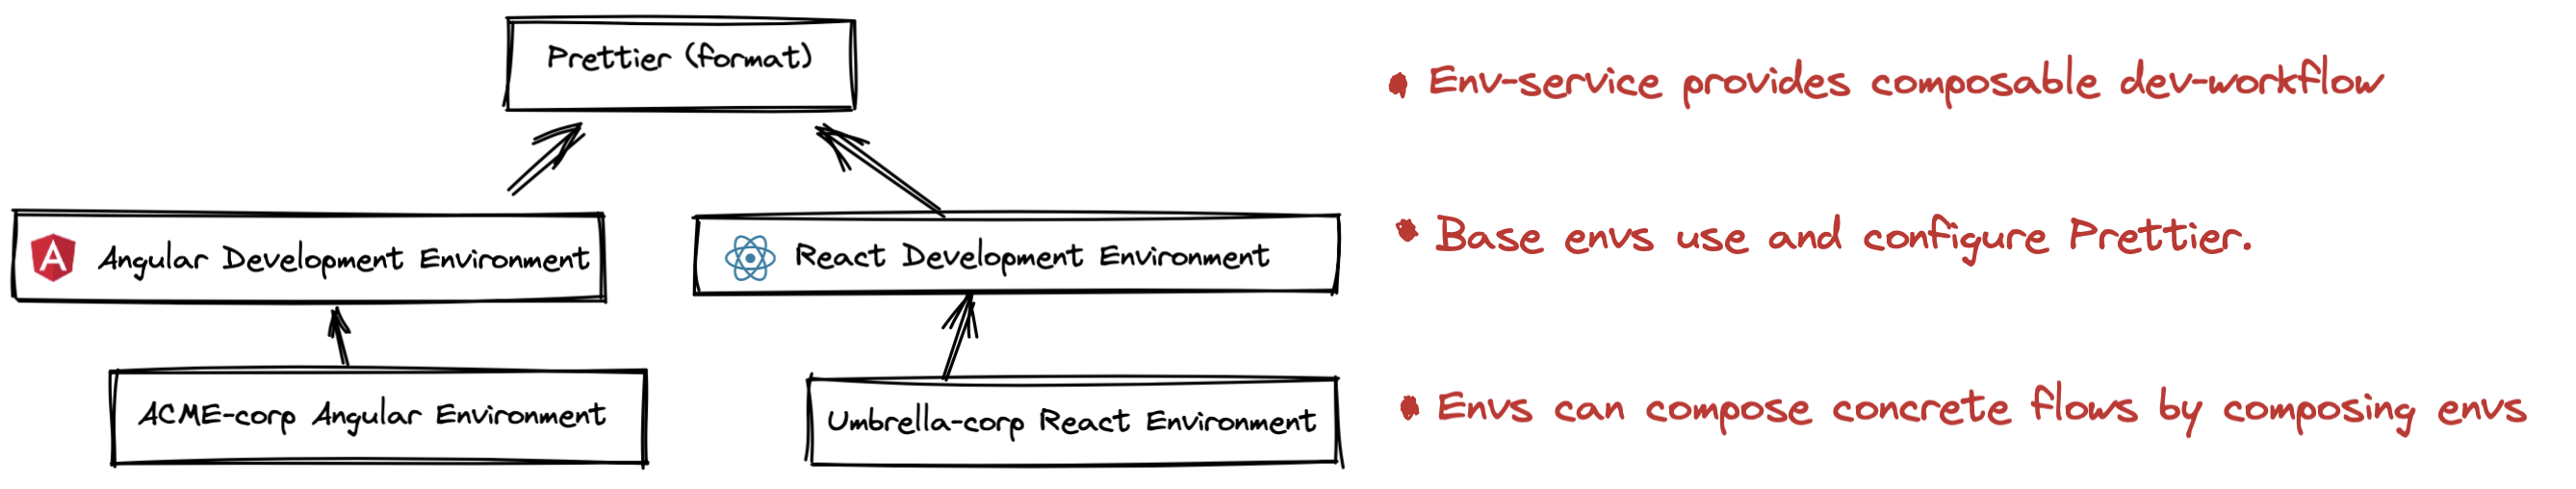 Prettier (format)
Env-service provides composable dev-workflow
Angular Development Environment
React Development Environment
Base envs use and configure Prettier.
ACME-corp Angular Environment
Umbrella-corp React Environment
Envs can compose concrete flows by composing envs